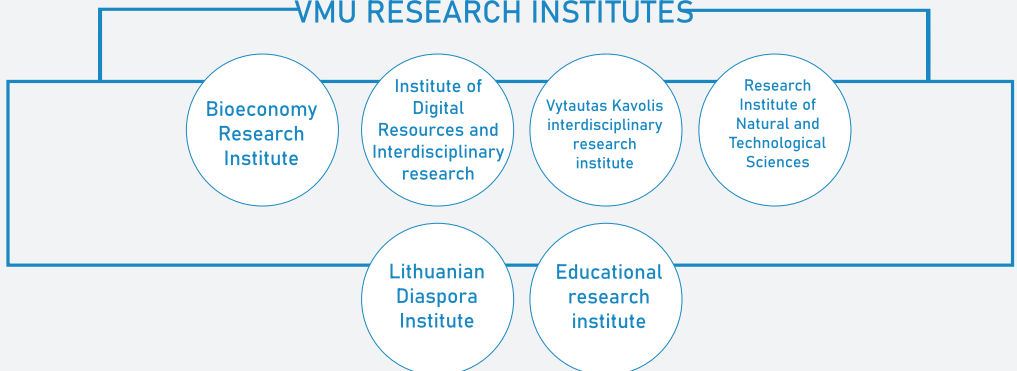 VMU RESEARCH INSTITUTES
Bioeconomy
Research
Institute
Institute of
Digital
Resources and
Interdisciplinary
research
Vytautas Kavolis
interdisciplinary
research
institute
Research
Institute of
Natural and
Technological
Sciences
Lithuanian
Diaspora
Institute
Educational
research
institute